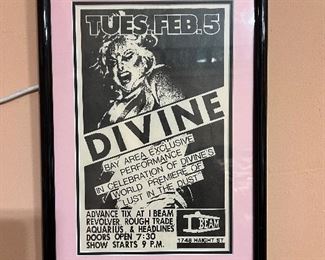 TUES. FEB. 5
DIVINE
BAY AREA EXCLUSIVE
PERFORMANCE
IN CELEBRATION OF DIVINE'S
WORLD PREMIERE OF
LUST IN THE DUST
ADVANCE TIX AT I BEAM
REVOLVER ROUGH TRADE
AQUARIUS & HEADLINES
DOORS OPEN 7:30
SHOW STARTS 9 P.M.
I BEAM
1748 HAIGHT ST